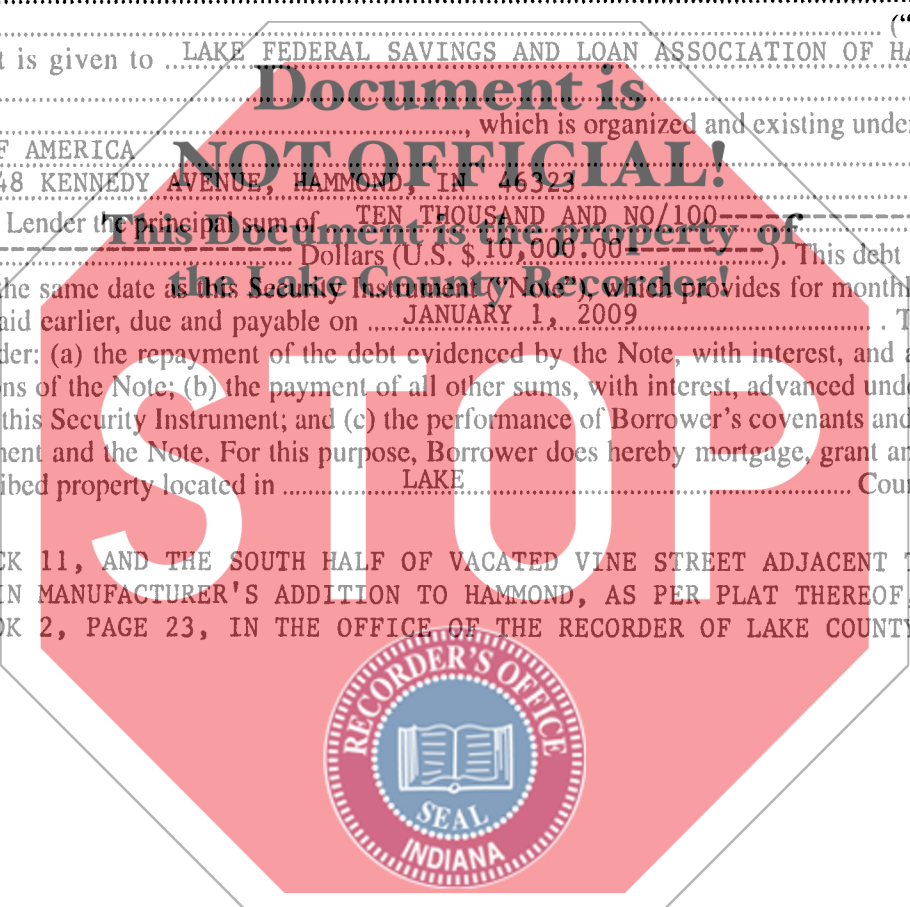 ("
t is given to LAKE FEDERAL SAVINGS AND LOAN ASSOCIATION OF HA
Document is
, which is organized and existing unde
F AMERICA
NOT OFFICIAL!
48 KENNEDY AVENUE, HAMMOND, IN 46323
Lender the principal sum of TEN THOUSAND AND NO/100
This Document is the property of
Dollars (U.S. $ 10,000.00 ). This debt
the Lake County Recorder!
he same date as this Security Instrument ("Note"), which provides for monthl
aid earlier, due and payable on JANUARY 1, 2009 . T
der: (a) the repayment of the debt evidenced by the Note, with interest, and a
ns of the Note; (b) the payment of all other sums, with interest, advanced und
this Security Instrument; and (c) the performance of Borrower's covenants and
ment and the Note. For this purpose, Borrower does hereby mortgage, grant an
ibed property located in LAKE Coun
STOP
CK 11, AND THE SOUTH HALF OF VACATED VINE STREET ADJACENT T
IN MANUFACTURER'S ADDITION TO HAMMOND, AS PER PLAT THEREOF,
OK 2, PAGE 23, IN THE OFFICE OF THE RECORDER OF LAKE COUNTY
RECORDER'S OFFICE
SEAL
INDIANA